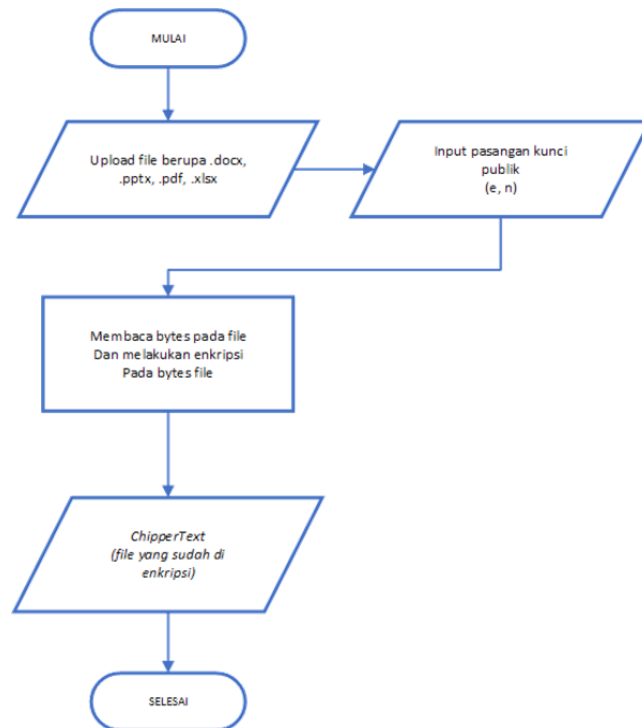 MULAI
Upload file berupa .docx,
.pptx, .pdf, .xlsx
Input pasangan kunci
publik
(e, n)
Membaca bytes pada file
Dan melakukan enkripsi
Pada bytes file
ChipperText
(file yang sudah di
enkripsi)
SELESAI